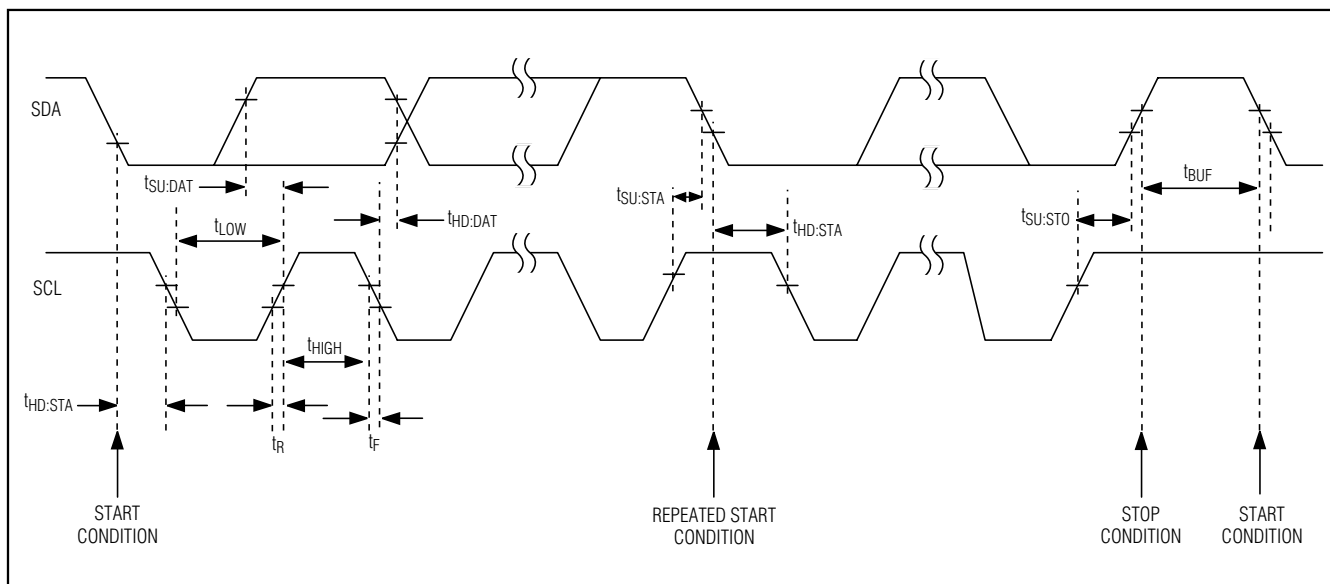 SDA
tSU:DAT
tHD:DAT
tLOW
tSU:STA
tHD:STA
tSU:STO
tBUF
SCL
tHIGH
tHD:STA
tR
tF
START
CONDITION
REPEATED START
CONDITION
STOP
CONDITION
START
CONDITION